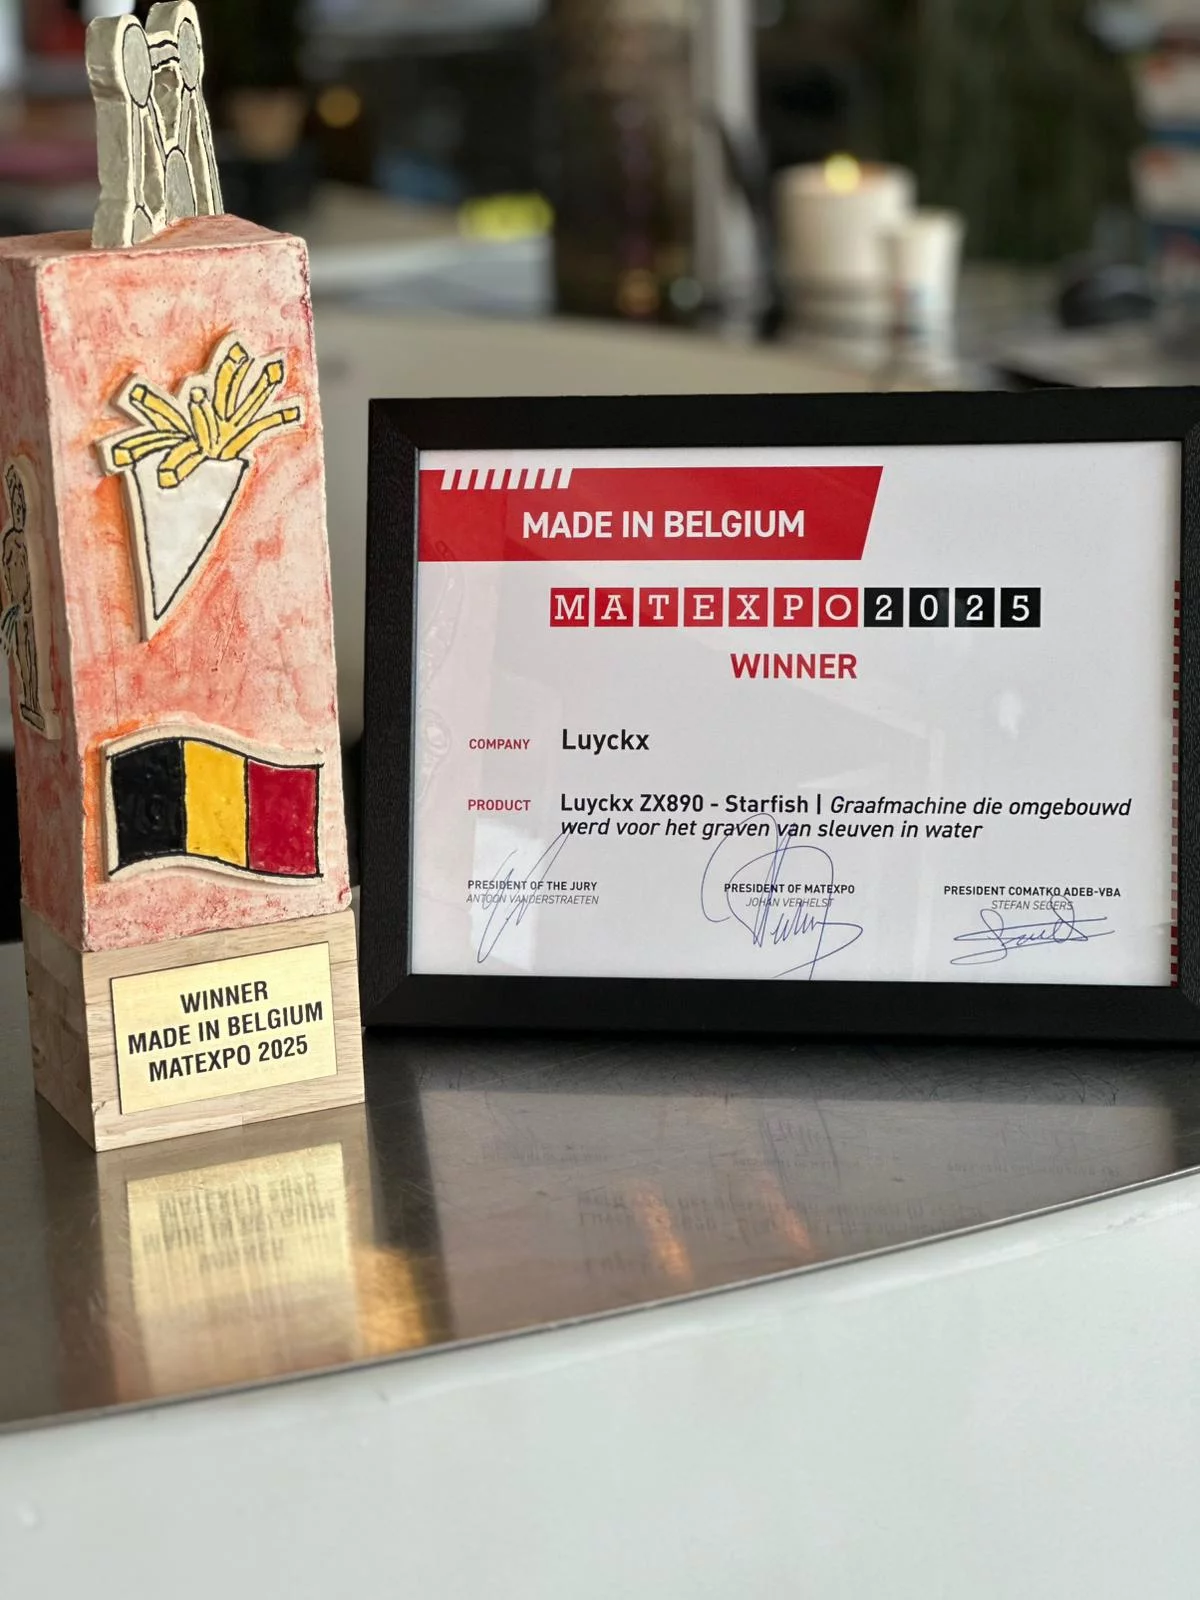 MADE IN BELGIUM
MATEXPO2025
WINNER
COMPANY Luyckx
PRODUCT Luyckx ZX890 - Starfish | Graafmachine die omgebouwd
werd voor het graven van sleuven in water
PRESIDENT OF THE JURY
ANTOON VANDERSTRAETEN
PRESIDENT OF MATEXPO
JOHAN VERHELST
PRESIDENT COMATKO ADEB-VBA
STEFAN SEGERS
WINNER
MADE IN BELGIUM
MATEXPO 2025